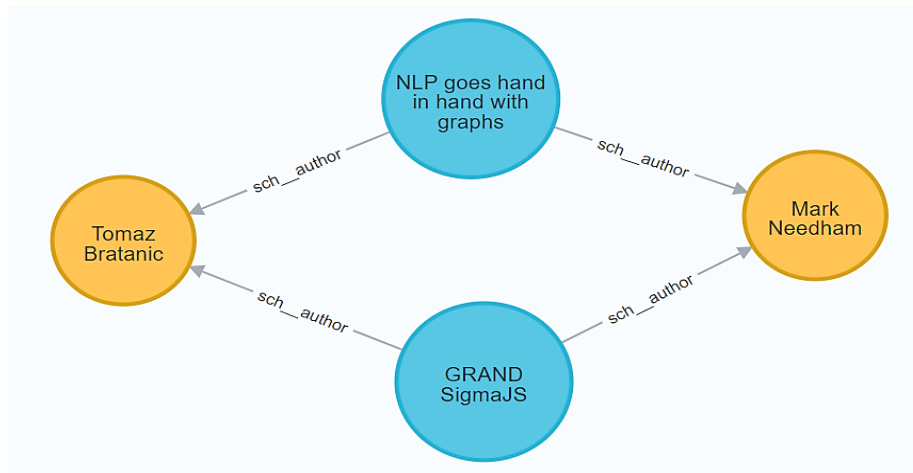 NLP goes hand
in hand with
graphs
sch__author
sch__author
Tomaz
Bratanic
Mark
Needham
sch__author
sch__author
GRAND
SigmaJS